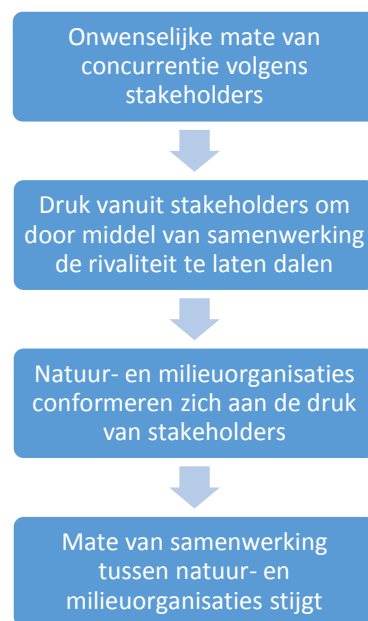 Onwenselijke mate van
concurrentie volgens
stakeholders
Druk vanuit stakeholders om
door middel van samenwerking
de rivaliteit te laten dalen
Natuur- en milieuorganisaties
conformeren zich aan de druk
van stakeholders
Mate van samenwerking
tussen natuur- en
milieuorganisaties stijgt